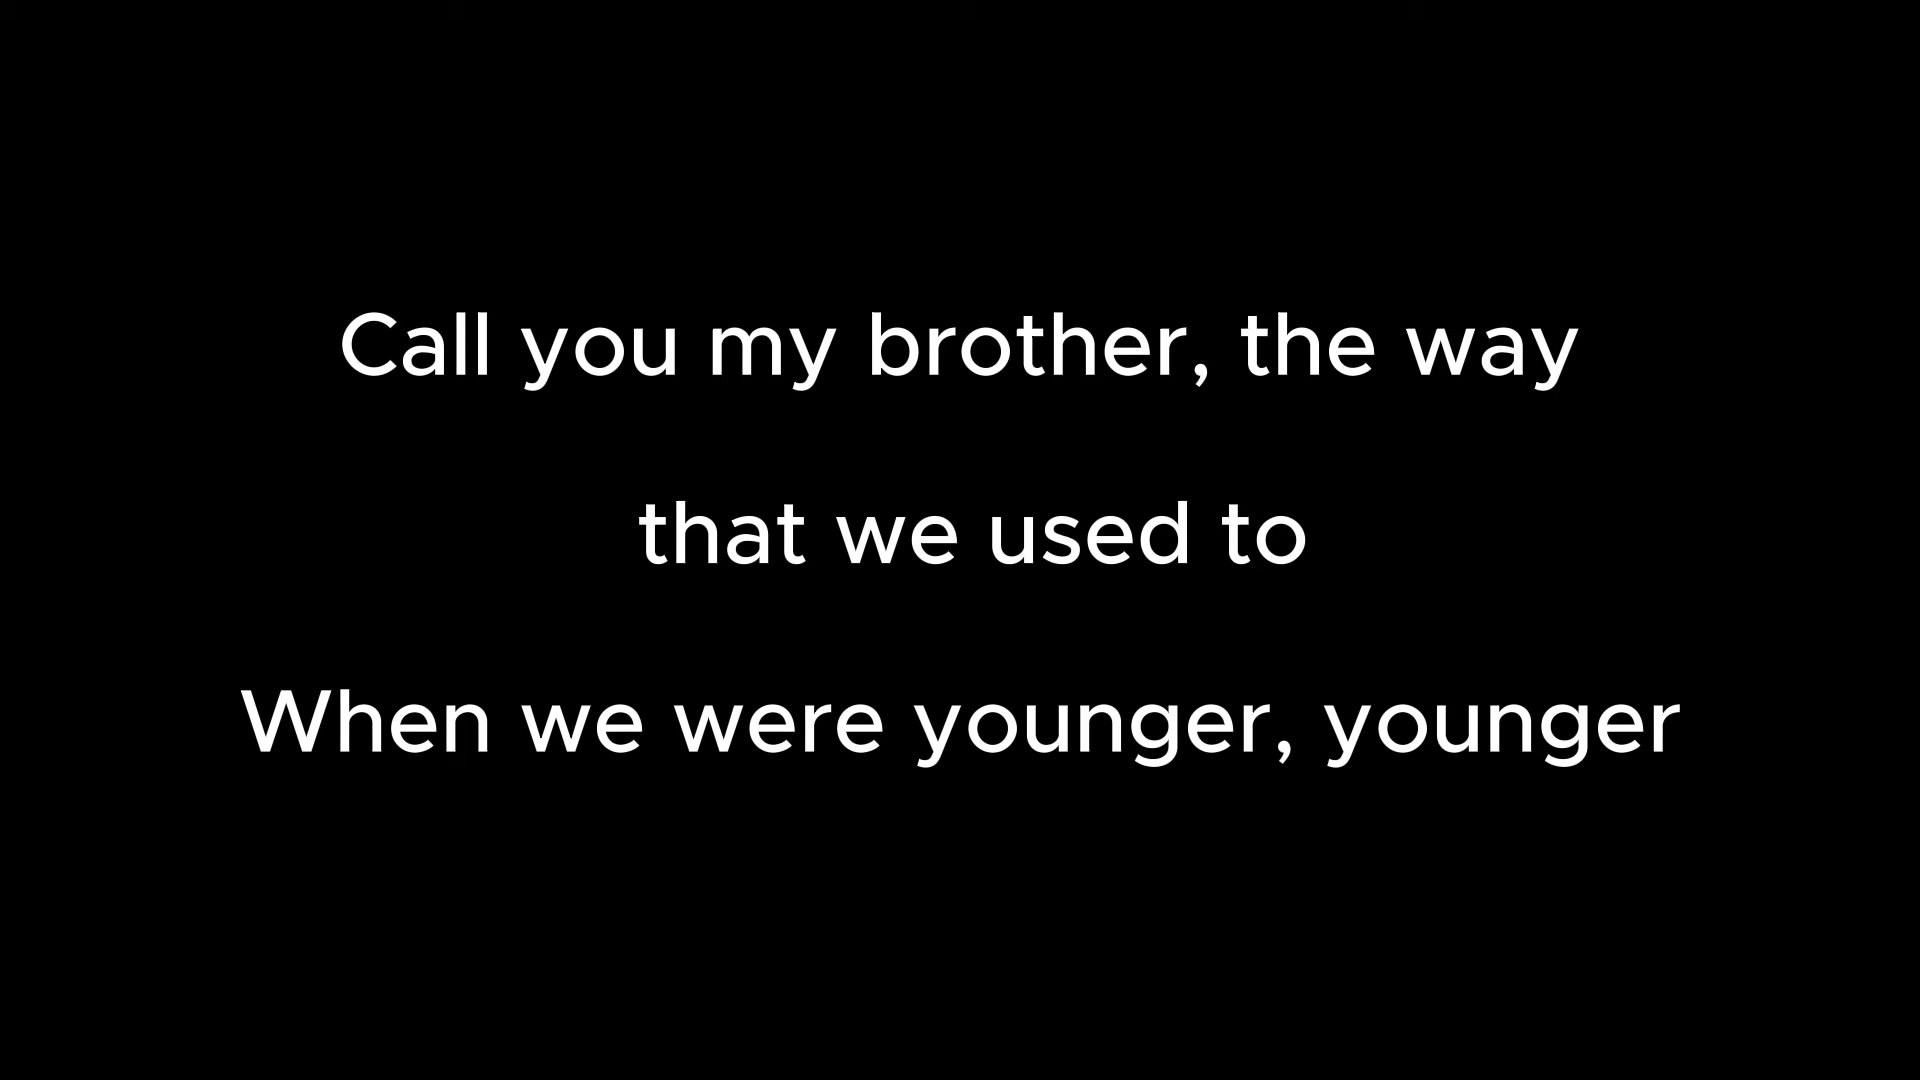 Call you my brother, the way
that we used to
When we were younger, younger